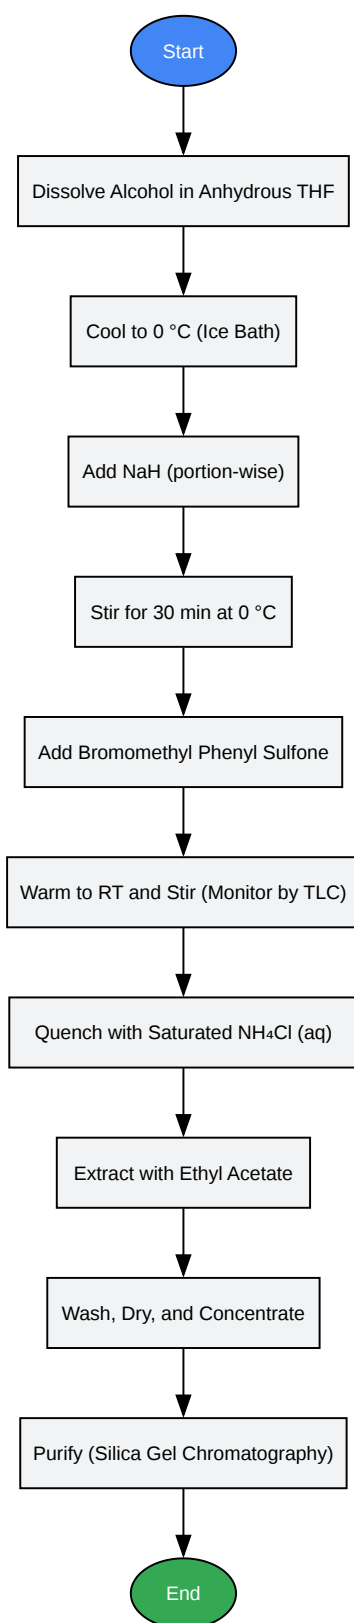 Start
Dissolve Alcohol in Anhydrous THF
Cool to 0 °C (Ice Bath)
Add NaH (portion-wise)
Stir for 30 min at 0 °C
Add Bromomethyl Phenyl Sulfone
Warm to RT and Stir (Monitor by TLC)
Quench with Saturated NH₄Cl (aq)
Extract with Ethyl Acetate
Wash, Dry, and Concentrate
Purify (Silica Gel Chromatography)
End